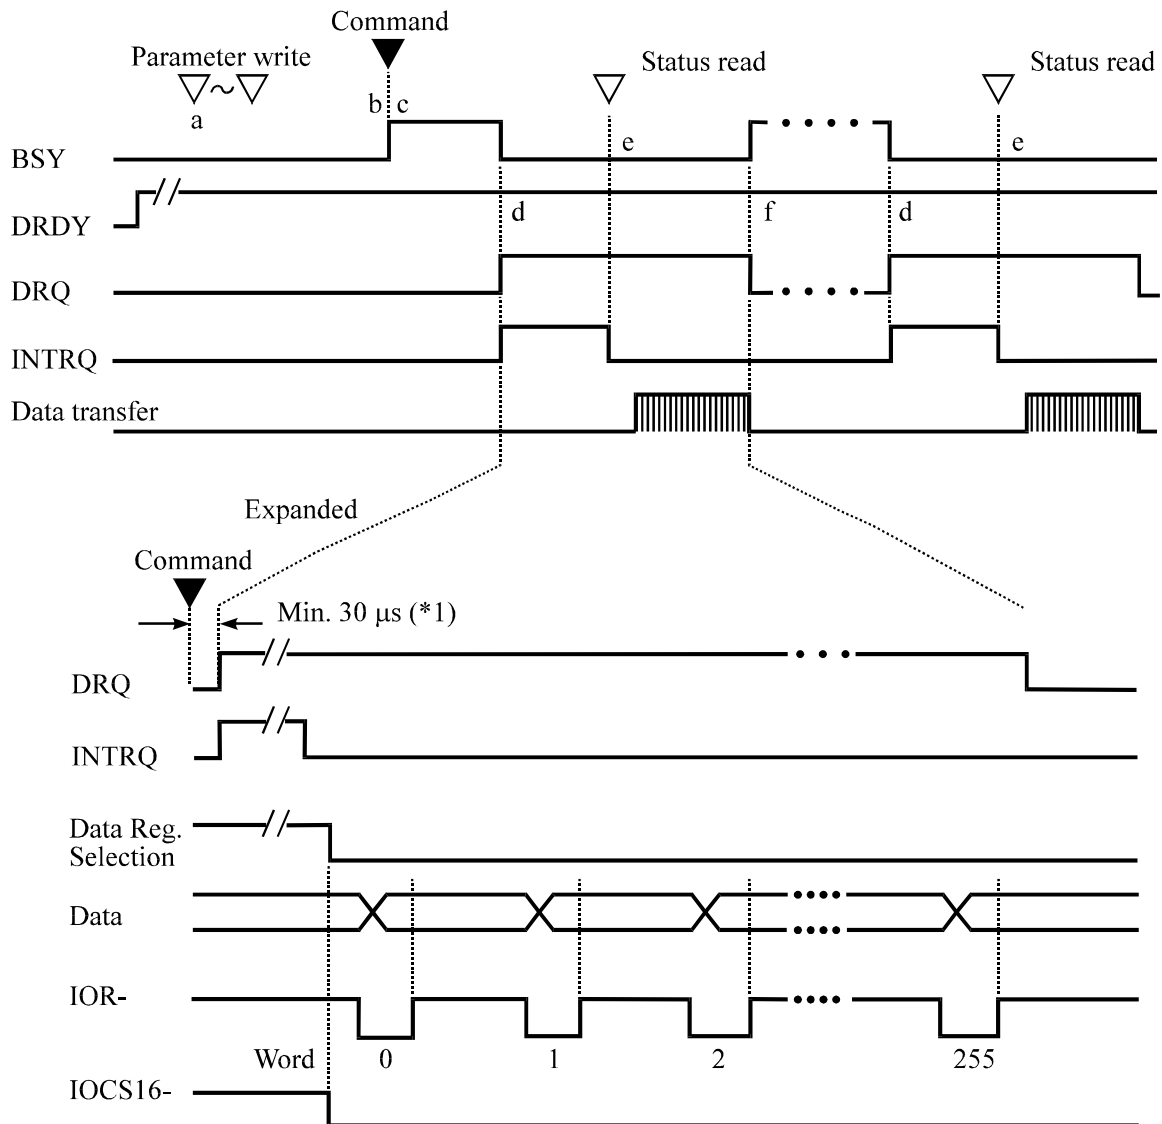 Command
Parameter write
Status read
Status read
a
b c
BSY
e
e
d
f
d
DRDY
DRQ
INTRQ
Data transfer
Expanded
Command
Min. 30 μs (*1)
DRQ
INTRQ
Data Reg.
Selection
Data
IOR-
Word 0 1 2 255
IOCS16-